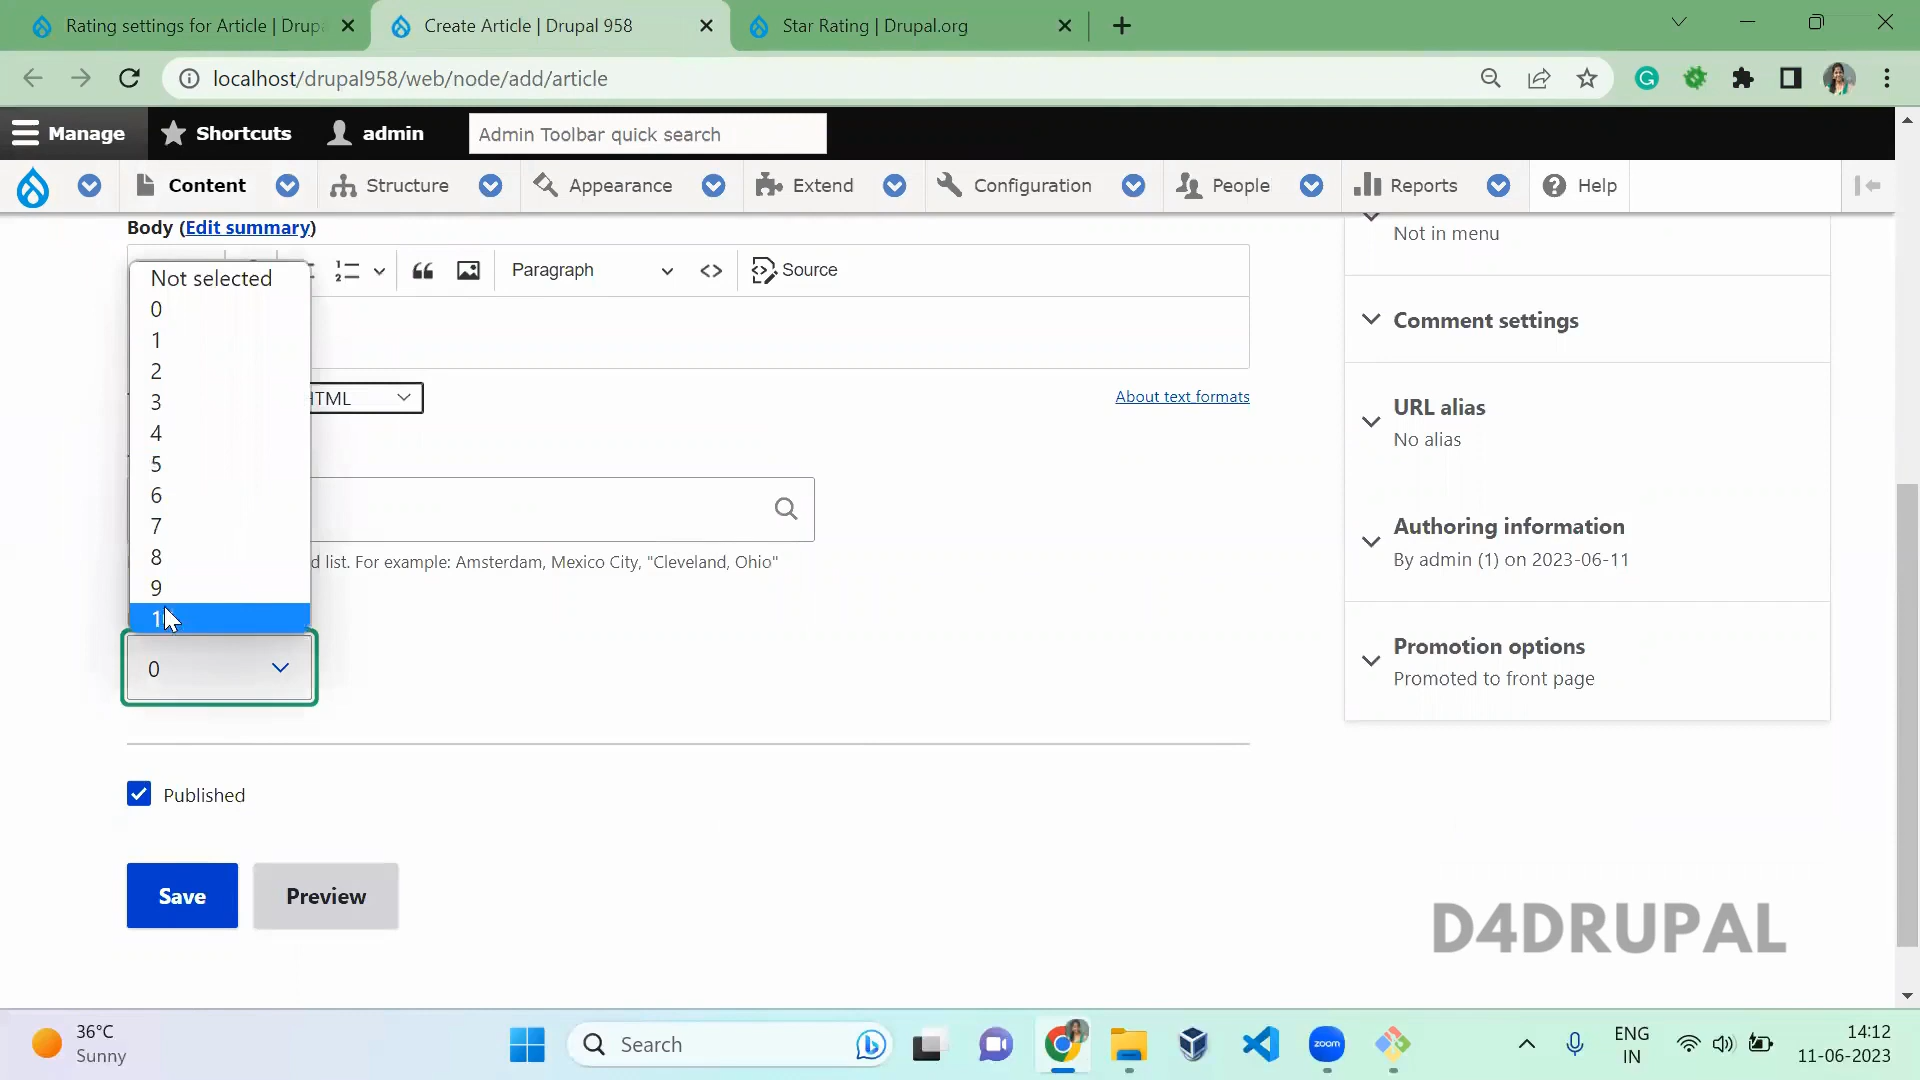 Rating settings for Article | Drup
Create Article | Drupal 958
Star Rating | Drupal.org
localhost/drupal958/web/node/add/article
Manage
Shortcuts
admin
Admin Toolbar quick search
Content
Structure
Appearance
Extend
Configuration
People
Reports
Help
Body (Edit summary)
Paragraph
Source
Not selected
0
1
2
3
4
5
6
7
8
9
HTML
About text formats
d list. For example: Amsterdam, Mexico City, "Cleveland, Ohio"
0
Published
Save
Preview
Not in menu
Comment settings
URL alias
No alias
Authoring information
By admin (1) on 2023-06-11
Promotion options
Promoted to front page
D4DRUPAL
36°C
Sunny
Search
zoom
ENG
IN
14:12
11-06-2023